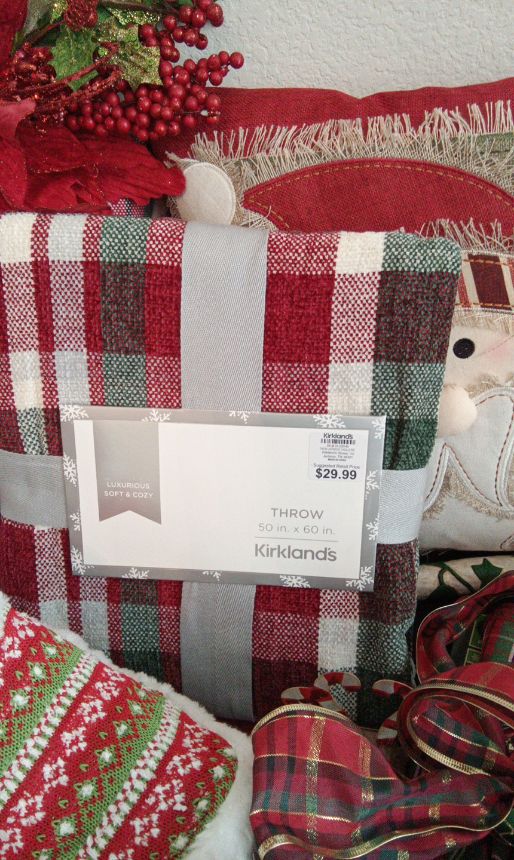 Kirkland's
Suggested Retail Price
$29.99
LUXURIOUS
SOFT & COZY
THROW
50 in. x 60 in.
Kirkland's